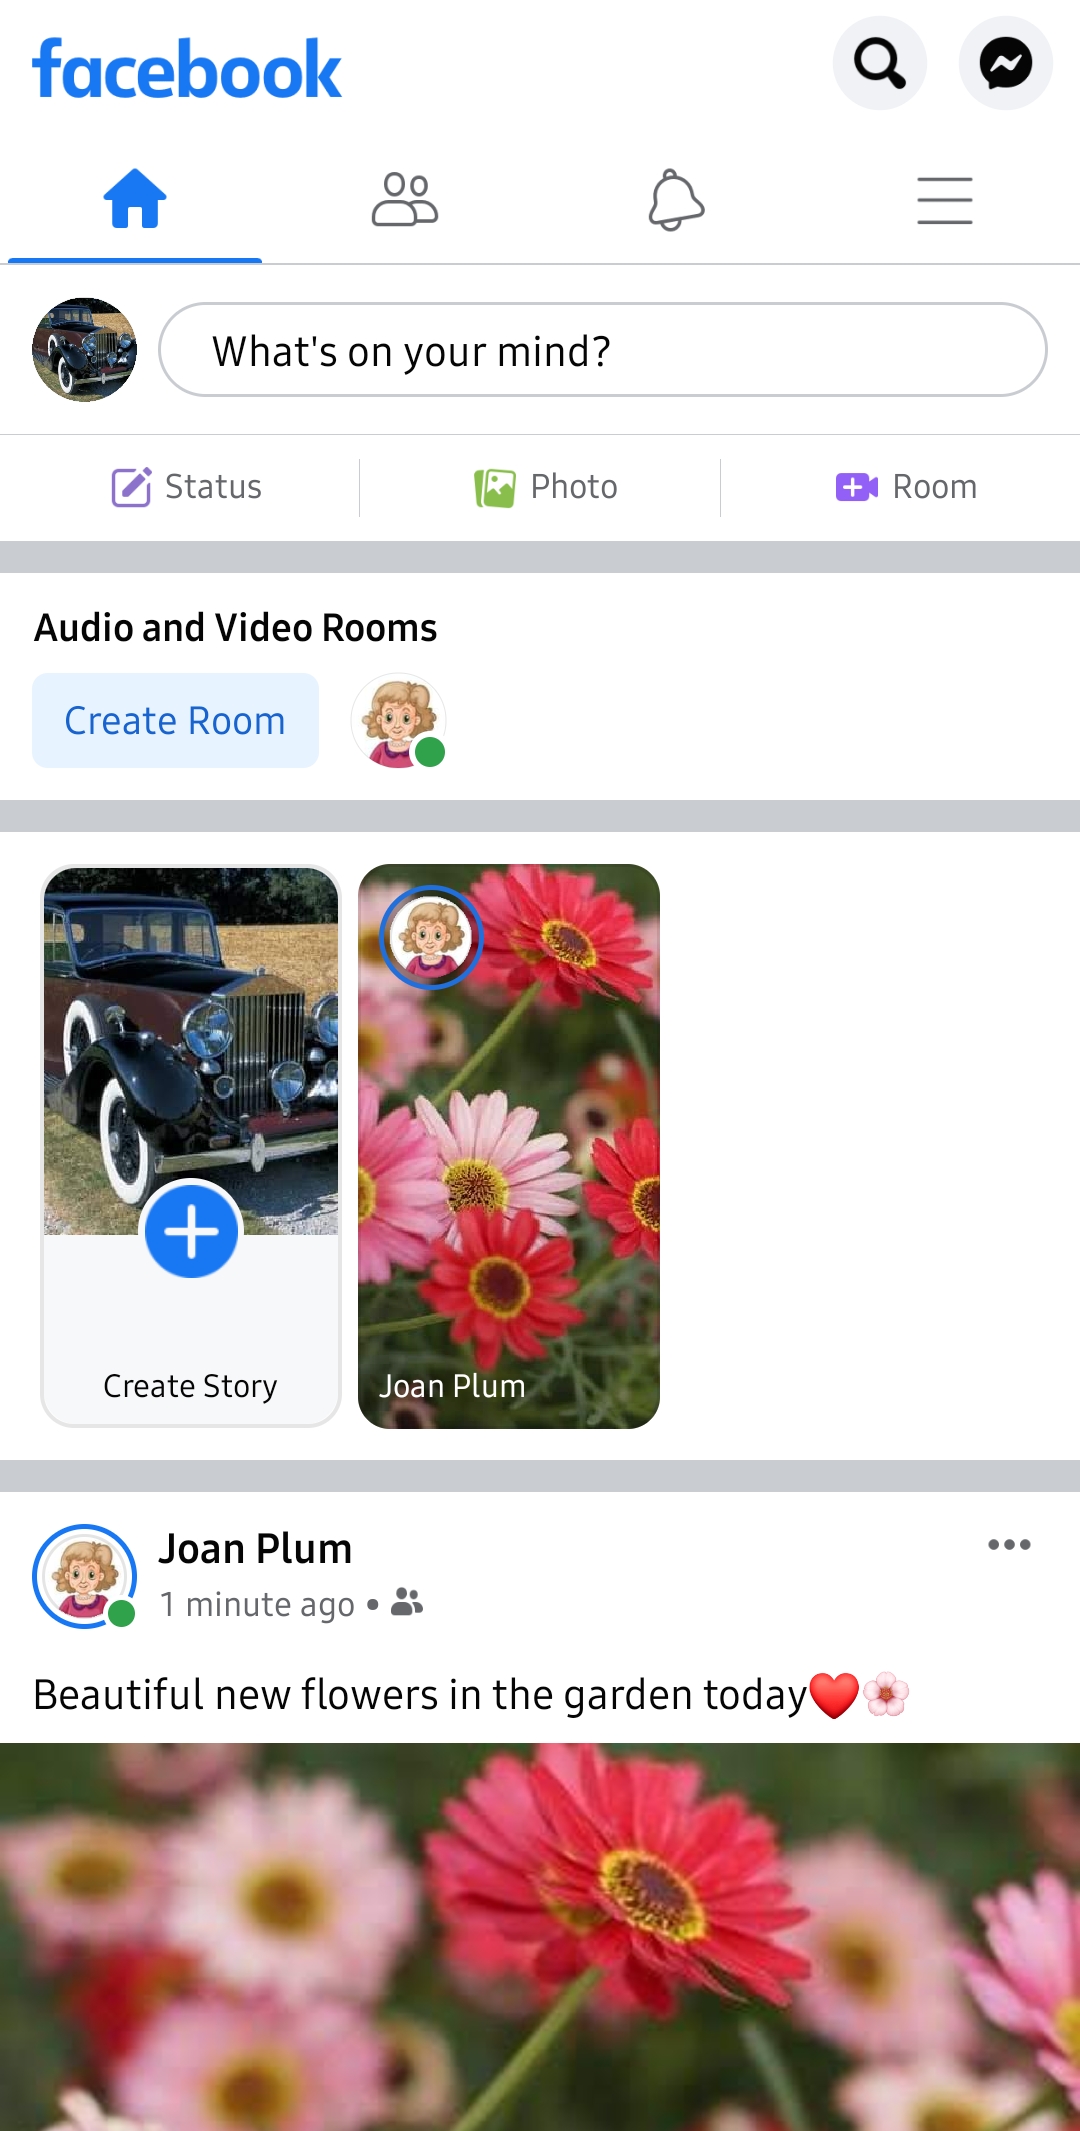 facebook
What's on your mind?
Status
Photo
Room
Audio and Video Rooms
Create Room
Create Story
Joan Plum
Joan Plum
1 minute ago •
Beautiful new flowers in the garden today❤️🌸